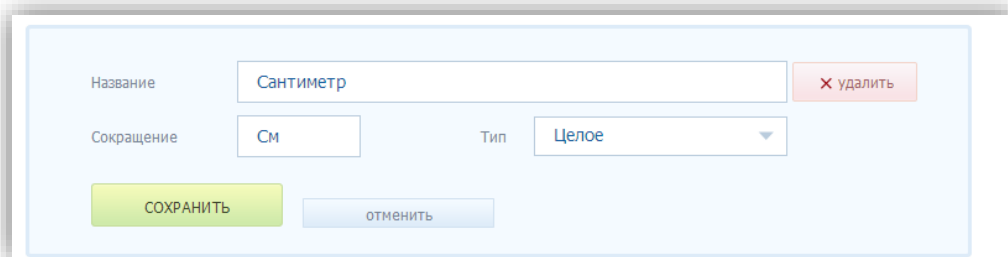 Название Сантиметр удалить
Сокращение См Тип Целое
СОХРАНИТЬ отменить